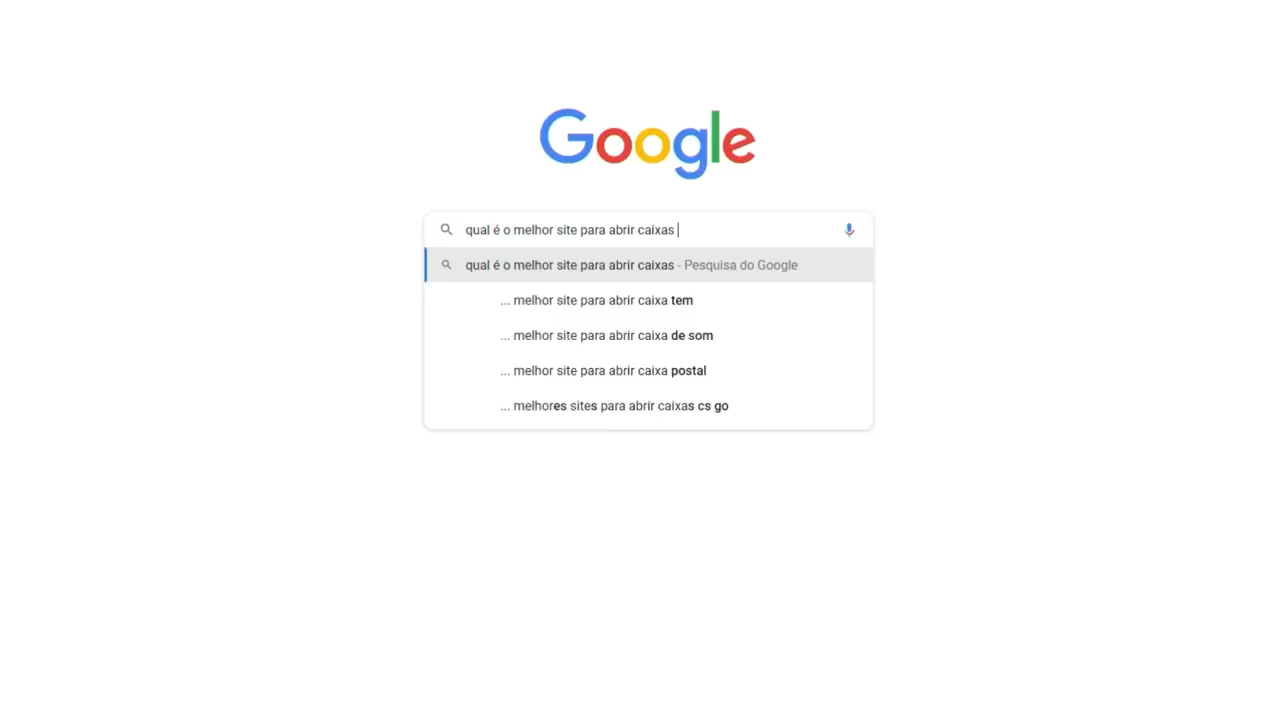 Google
qual é o melhor site para abrir caixas
qual é o melhor site para abrir caixas - Pesquisa do Google
... melhor site para abrir caixa tem
... melhor site para abrir caixa de som
... melhor site para abrir caixa postal
... melhores sites para abrir caixas cs go